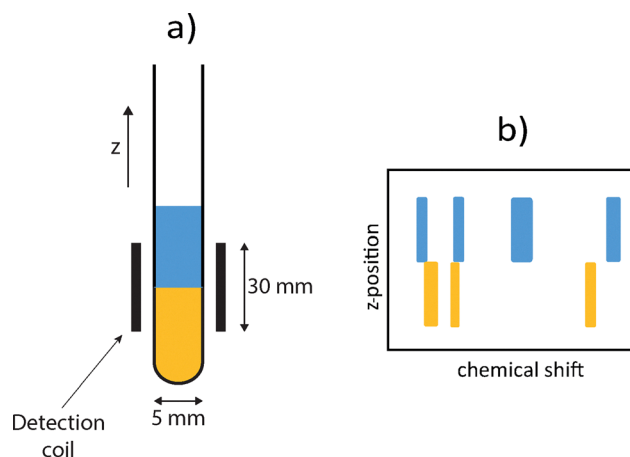 a)
z
30 mm
5 mm
Detection
coil
b)
z-position
chemical shift